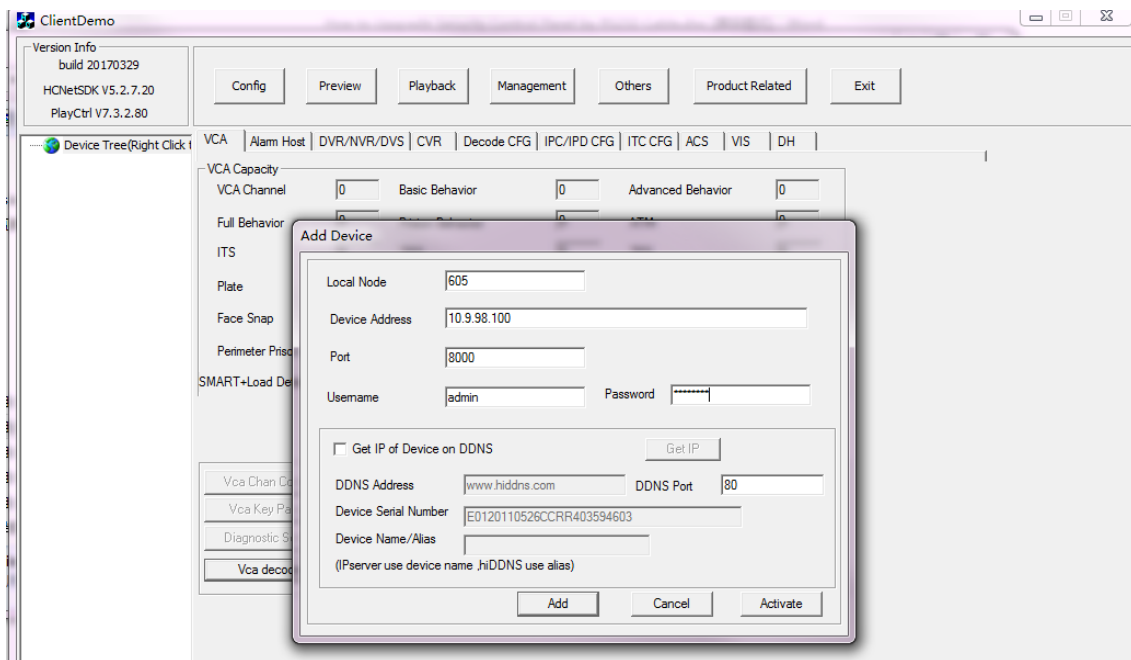 ClientDemo
Version Info
build 20170329
HCNetSDK V5.2.7.20
PlayCtrl V7.3.2.80
Config Preview Playback Management Others Product Related Exit
Device Tree(Right Click
VCA Alarm Host DVR/NVR/DVS CVR Decode CFG IPC/IPD CFG ITC CFG ACS VIS DH
VCA Capacity
VCA Channel 0 Basic Behavior 0 Advanced Behavior 0
Full Behavior
ITS
Plate
Face Snap
Perimeter
SMART+Load
Vca Chan
Vca Key
Diagnostic
Vca
Add Device
Local Node 605
Device Address 10.9.98.100
Port 8000
Username admin Password ********
Get IP of Device on DDNS Get IP
DDNS Address www.hiddns.com DDNS Port 80
Device Serial Number E0120110526CCRR403594603
Device Name/Alias
(IPserver use device name ,hiDDNS use alias)
Add Cancel Activate